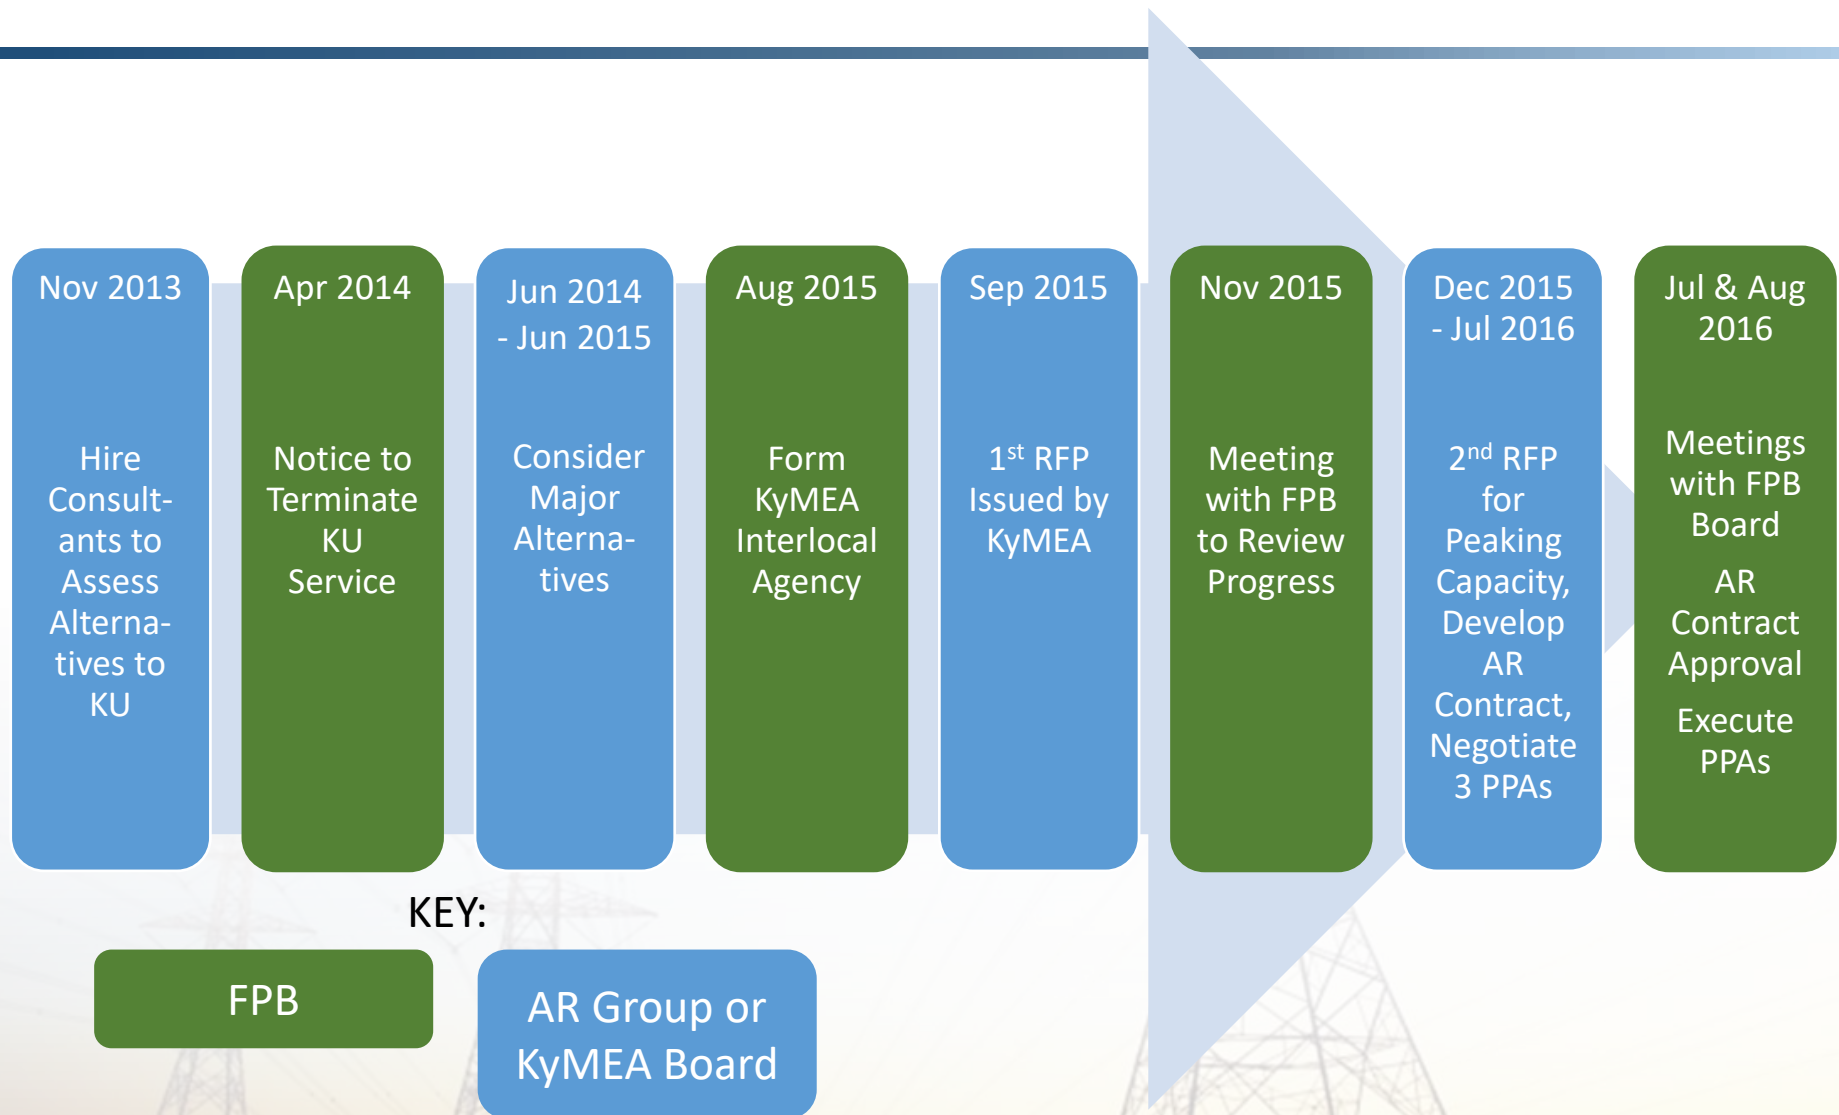 Nov 2013
Hire
Consult-
ants to
Assess
Alterna-
tives to
KU
Apr 2014
Notice to
Terminate
KU
Service
Jun 2014
- Jun 2015
Consider
Major
Alterna-
tives
Aug 2015
Form
KyMEA
Interlocal
Agency
Sep 2015
1st RFP
Issued by
KyMEA
Nov 2015
Meeting
with FPB
to Review
Progress
Dec 2015
- Jul 2016
2nd RFP
for
Peaking
Capacity,
Develop
AR
Contract,
Negotiate
3 PPAs
Jul & Aug
2016
Meetings
with FPB
Board
AR
Contract
Approval
Execute
PPAs
KEY:
FPB
AR Group or
KyMEA Board